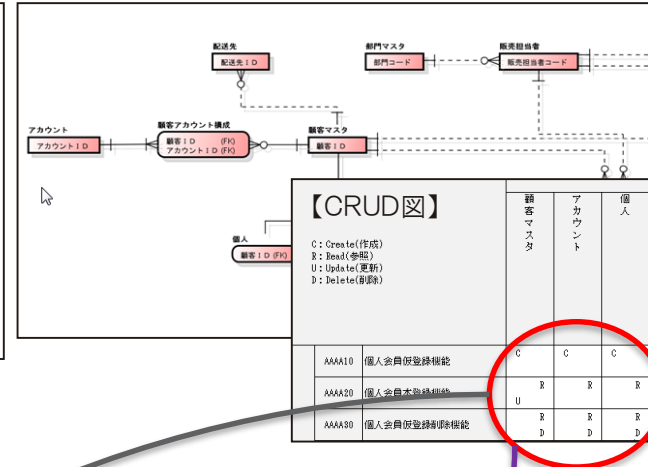 配送先
配送先ID
部門マスタ
部門コード
販売担当者
販売担当者コード
アカウント
アカウントID
顧客アカウント構成
顧客ID (FK)
アカウントID (FK)
顧客マスタ
顧客ID
個人
顧客ID (FK)
【CRUD図】
C:Create(作成)
R:Read(参照)
U:Update(更新)
D:Delete(削除)
顧客マスタ
アカウント
個人
AAAA10 個人会員仮登録機能 C C C
AAAA20 個人会員本登録機能 R R R
U
AAAA30 個人会員仮登録削除機能 R R R
D D D